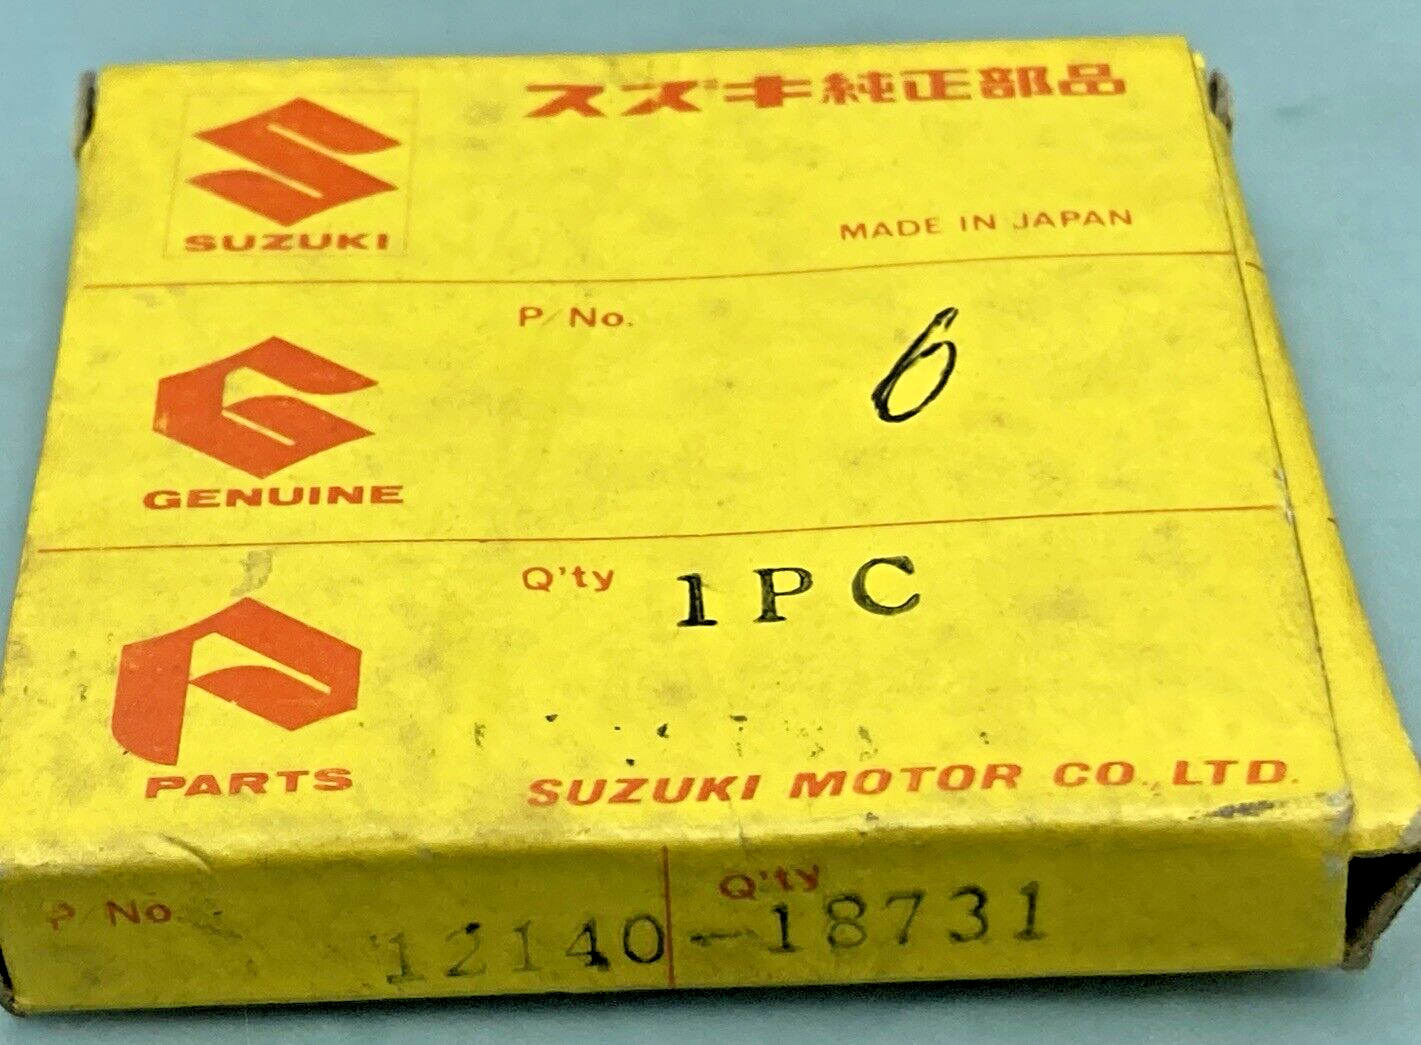 スズキ純正部品
SUZUKI
MADE IN JAPAN
P/No.
6
GENUINE
Q'ty 1PC
PARTS
SUZUKI MOTOR CO.,LTD.
P/No. Q'ty
12140-18731